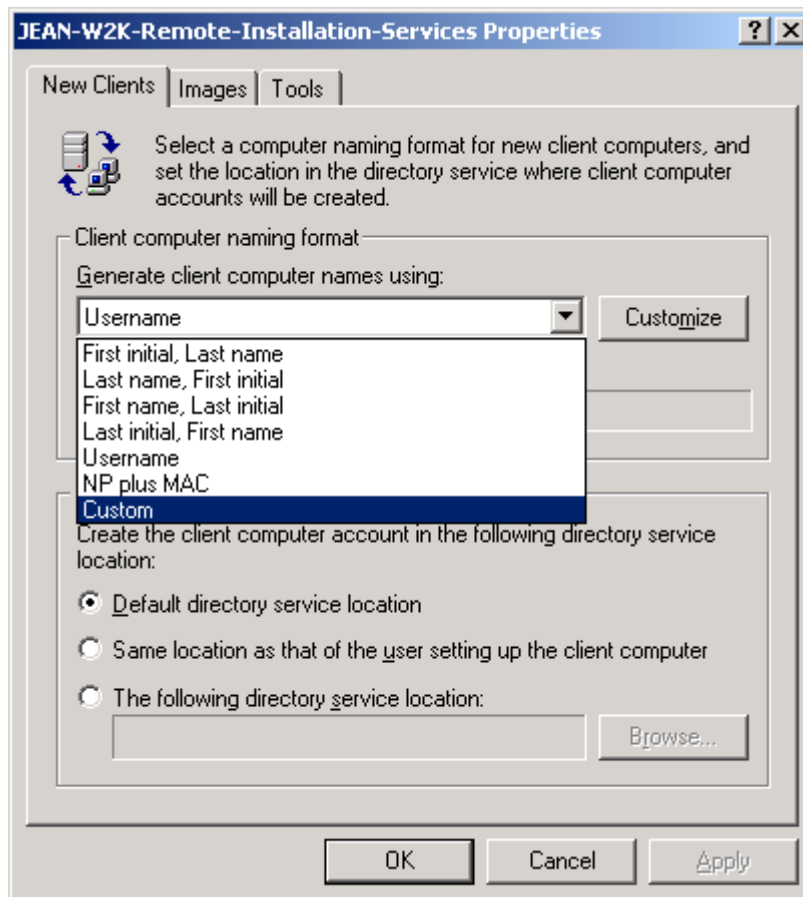 JEAN-W2K-Remote-Installation-Services Properties
New Clients Images Tools
Select a computer naming format for new client computers, and
set the location in the directory service where client computer
accounts will be created.
Client computer naming format
Generate client computer names using:
Username Customize
First initial, Last name
Last name, First initial
First name, Last initial
Last initial, First name
Username
NP plus MAC
Custom
Create the client computer account in the following directory service
location:
Default directory service location
Same location as that of the user setting up the client computer
The following directory service location:
Browse...
OK Cancel Apply